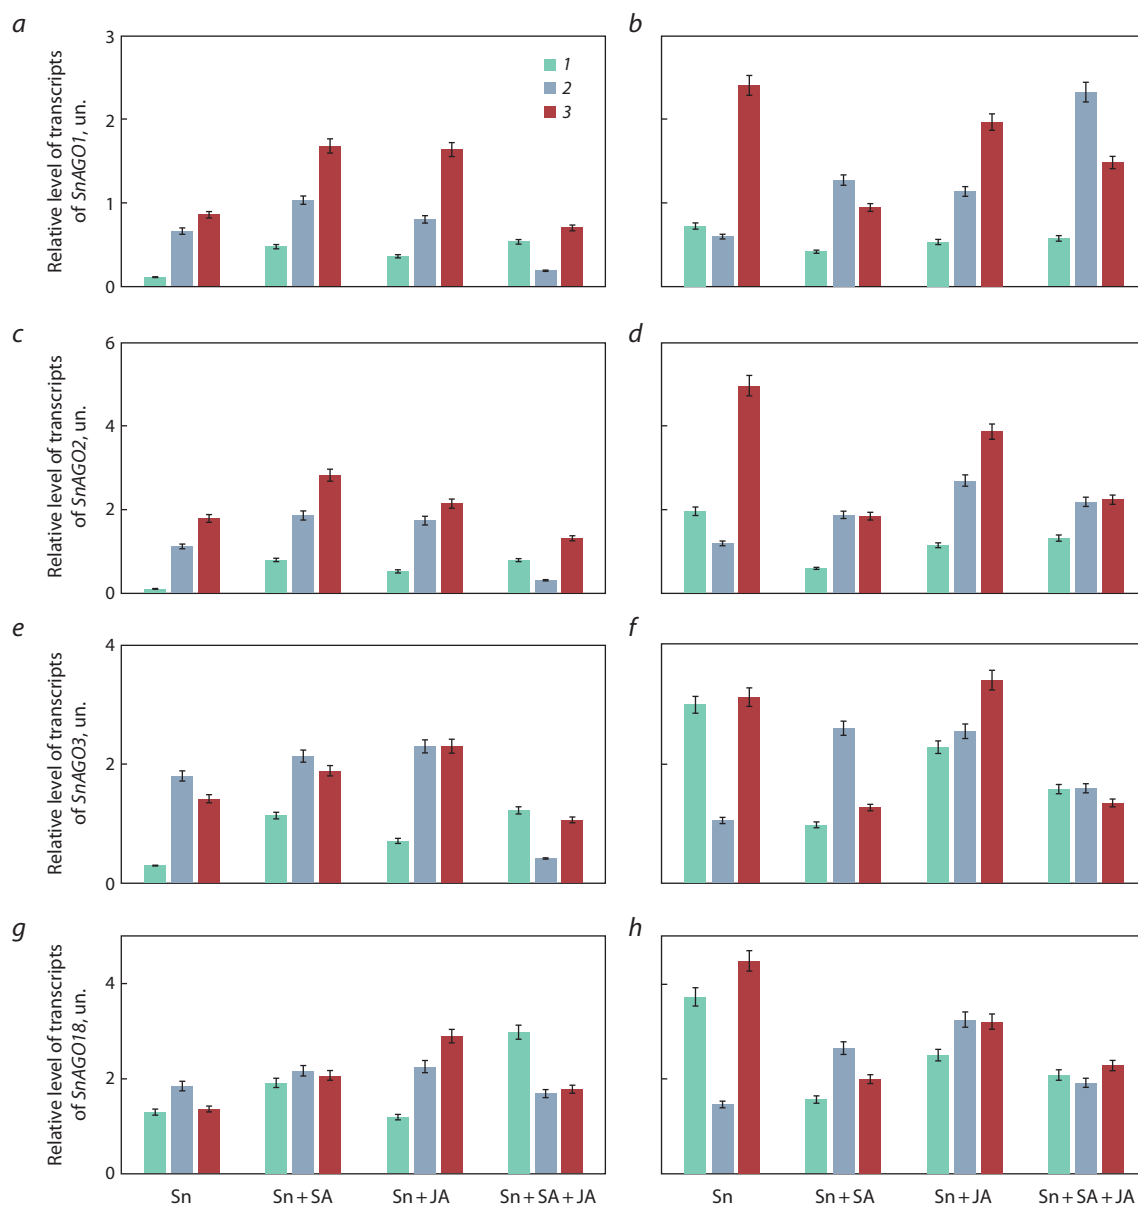 a
b
Relative level of transcripts
of SnAGO1, un.
3
2
1
0
1
2
3
c
d
Relative level of transcripts
of SnAGO2, un.
6
4
2
0
e
f
Relative level of transcripts
of SnAGO3, un.
4
2
0
g
h
Relative level of transcripts
of SnAGO18, un.
4
2
0
Sn
Sn + SA
Sn + JA
Sn + SA + JA
Sn
Sn + SA
Sn + JA
Sn + SA + JA